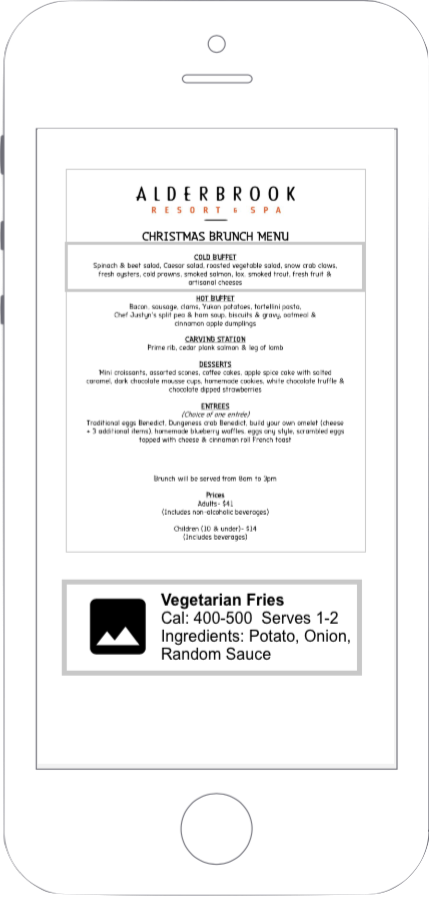 ALDERBROOK
RESORT & SPA
CHRISTMAS BRUNCH MENU
COLD BUFFET
Spinach & beet salad, Caesar salad, roasted vegetable salad, snow crab claws,
fresh oysters, cold prawns, smoked salmon, lox, smoked trout, fresh fruit &
artisanal cheeses
HOT BUFFET
Bacon, sausage, clams, Yukon potatoes, tortellini pasta,
Chef Justyn's split pea & ham soup, biscuits & gravy, oatmeal &
cinnamon apple dumplings
CARVING STATION
Prime rib, cedar plank salmon & leg of lamb
DESSERTS
Mini croissants, assorted scones, coffee cakes, apple spice cake with salted
caramel, dark chocolate mousse cups, homemade cookies, white chocolate truffle &
chocolate dipped strawberries
ENTREES
(Choice of one entrée)
Traditional eggs Benedict, Dungeness crab Benedict, build your own omelet (cheese
+ 3 additional items), homemade blueberry waffles, eggs any style, scrambled eggs
topped with cheese & cinnamon roll French toast
Brunch will be served from 8am to 3pm
Prices
Adults- $41
(Includes non-alcoholic beverages)
Children (10 & under)- $14
(Includes beverages)
Vegetarian Fries
Cal: 400-500 Serves 1-2
Ingredients: Potato, Onion,
Random Sauce